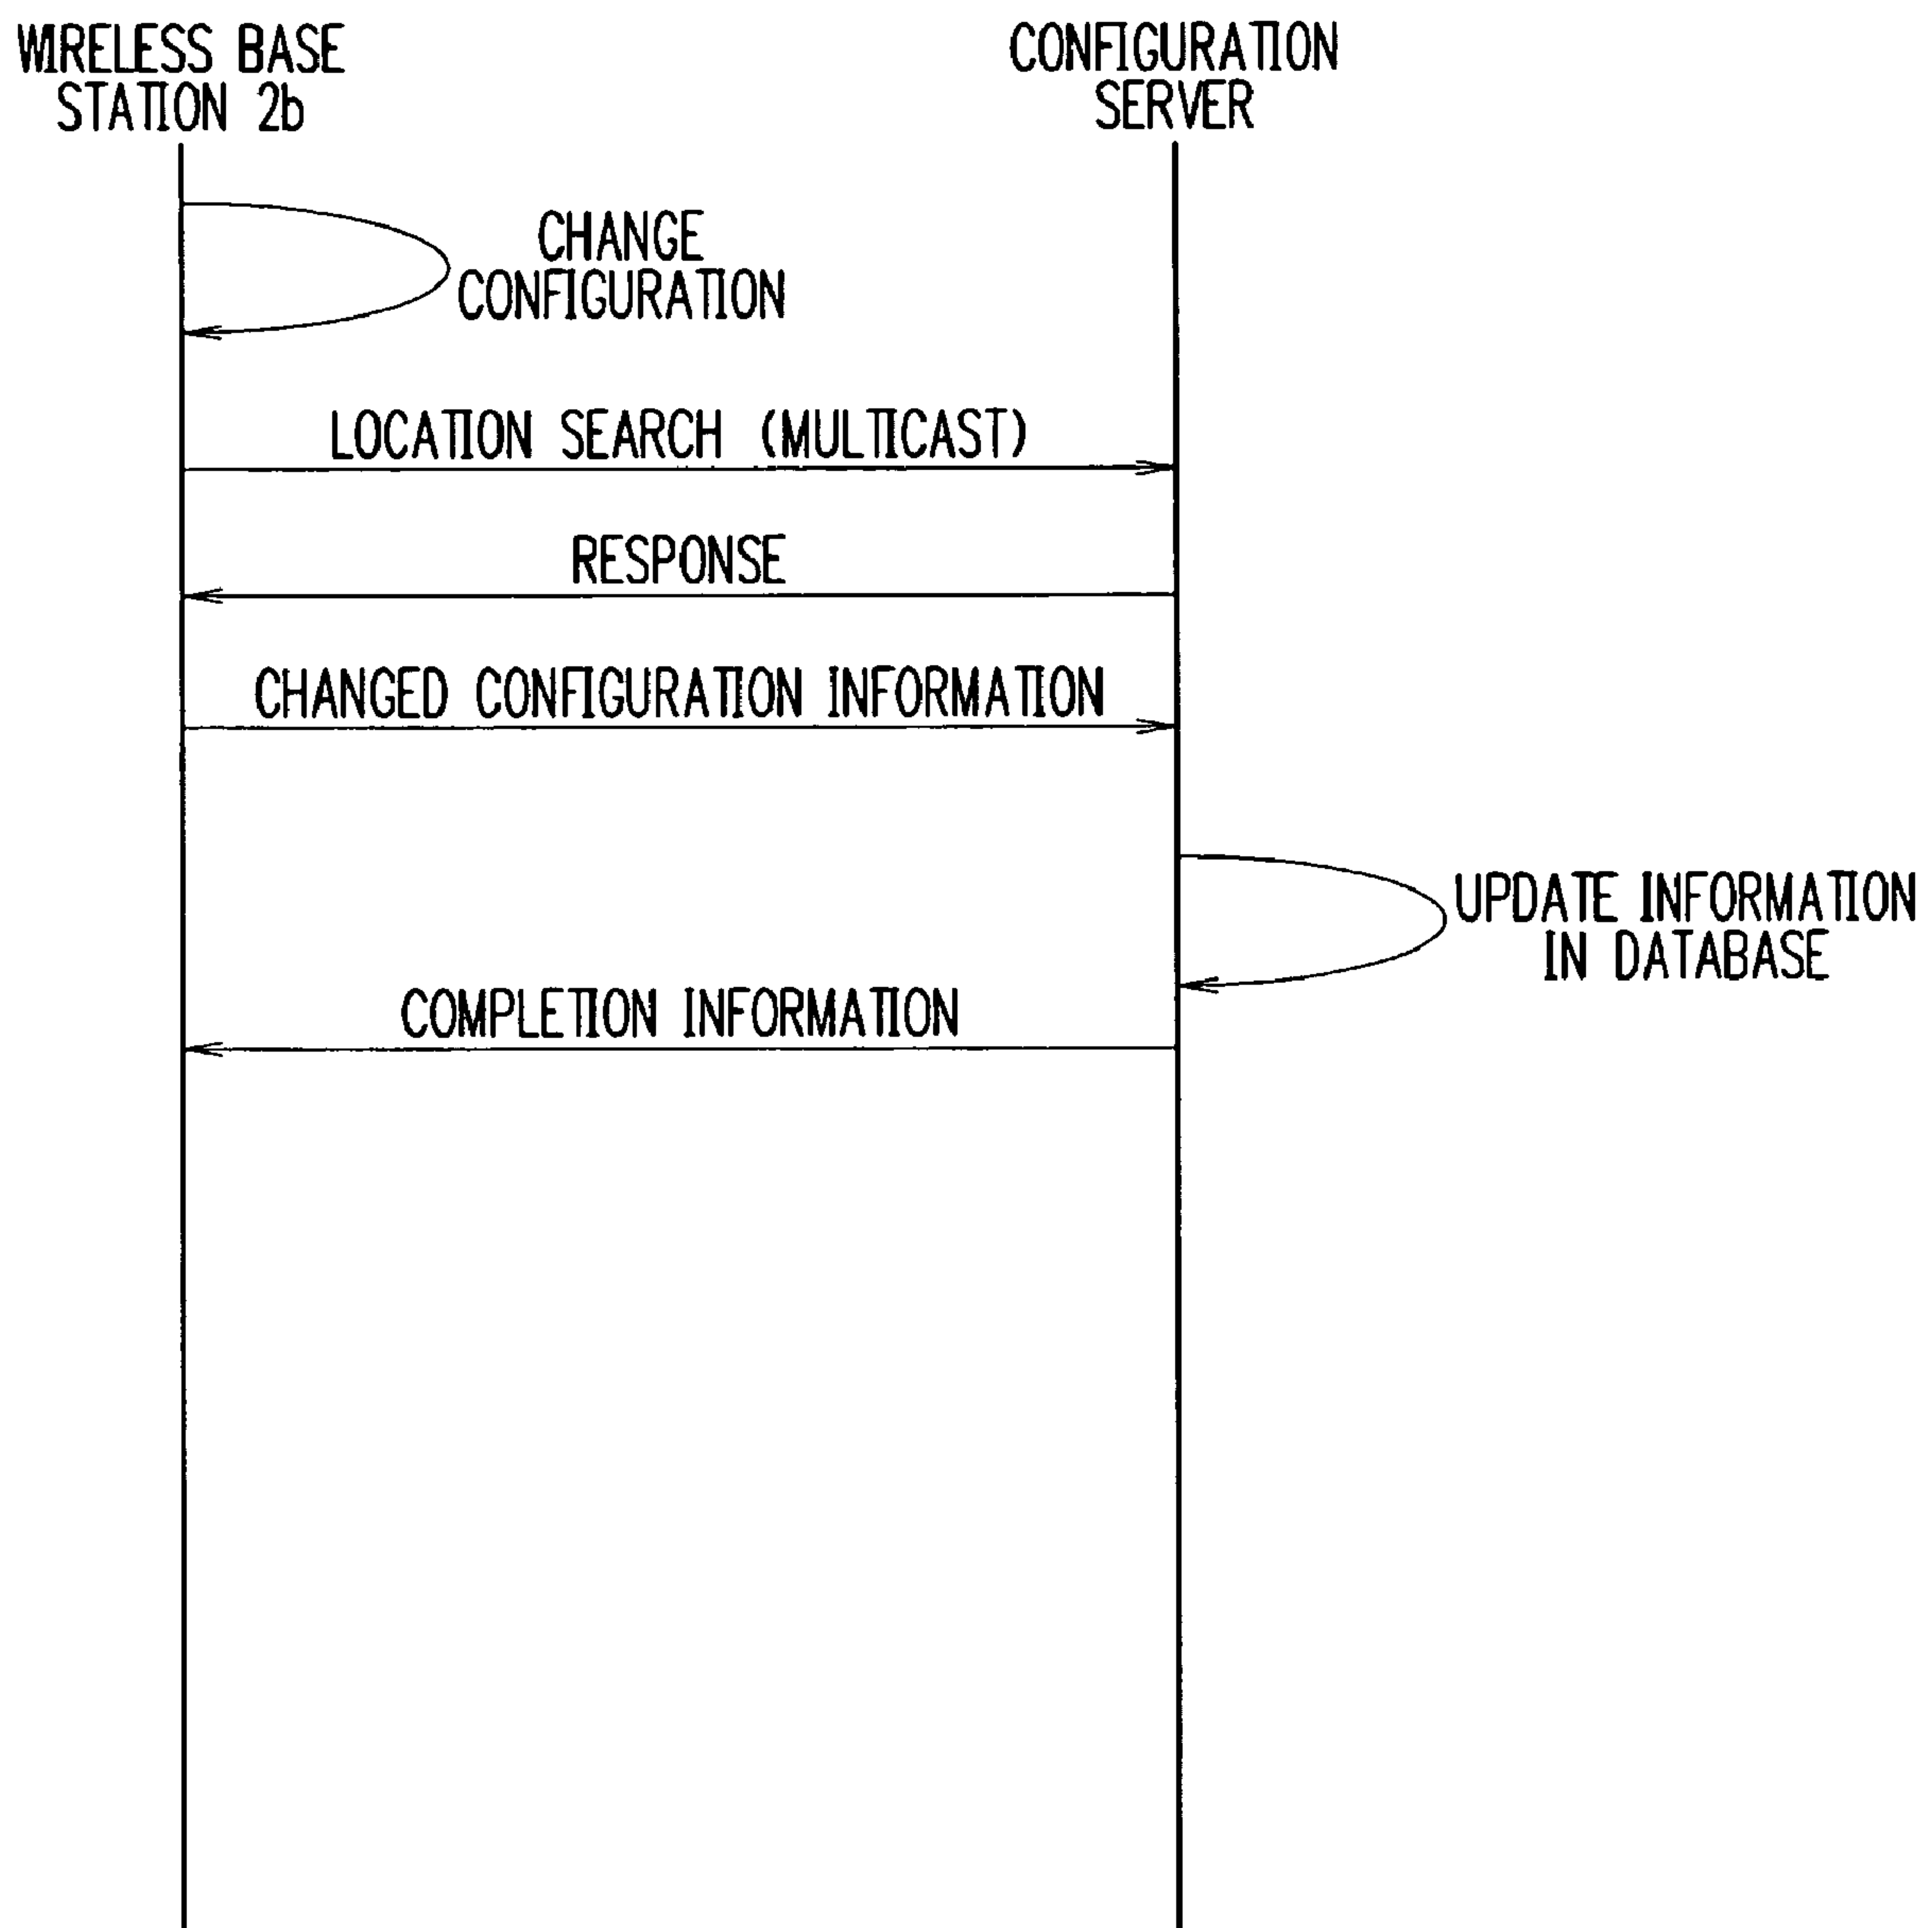 WIRELESS BASE
STATION 2b
CONFIGURATION
SERVER
CHANGE
CONFIGURATION
LOCATION SEARCH (MULTICAST)
RESPONSE
CHANGED CONFIGURATION INFORMATION
UPDATE INFORMATION
IN DATABASE
COMPLETION INFORMATION